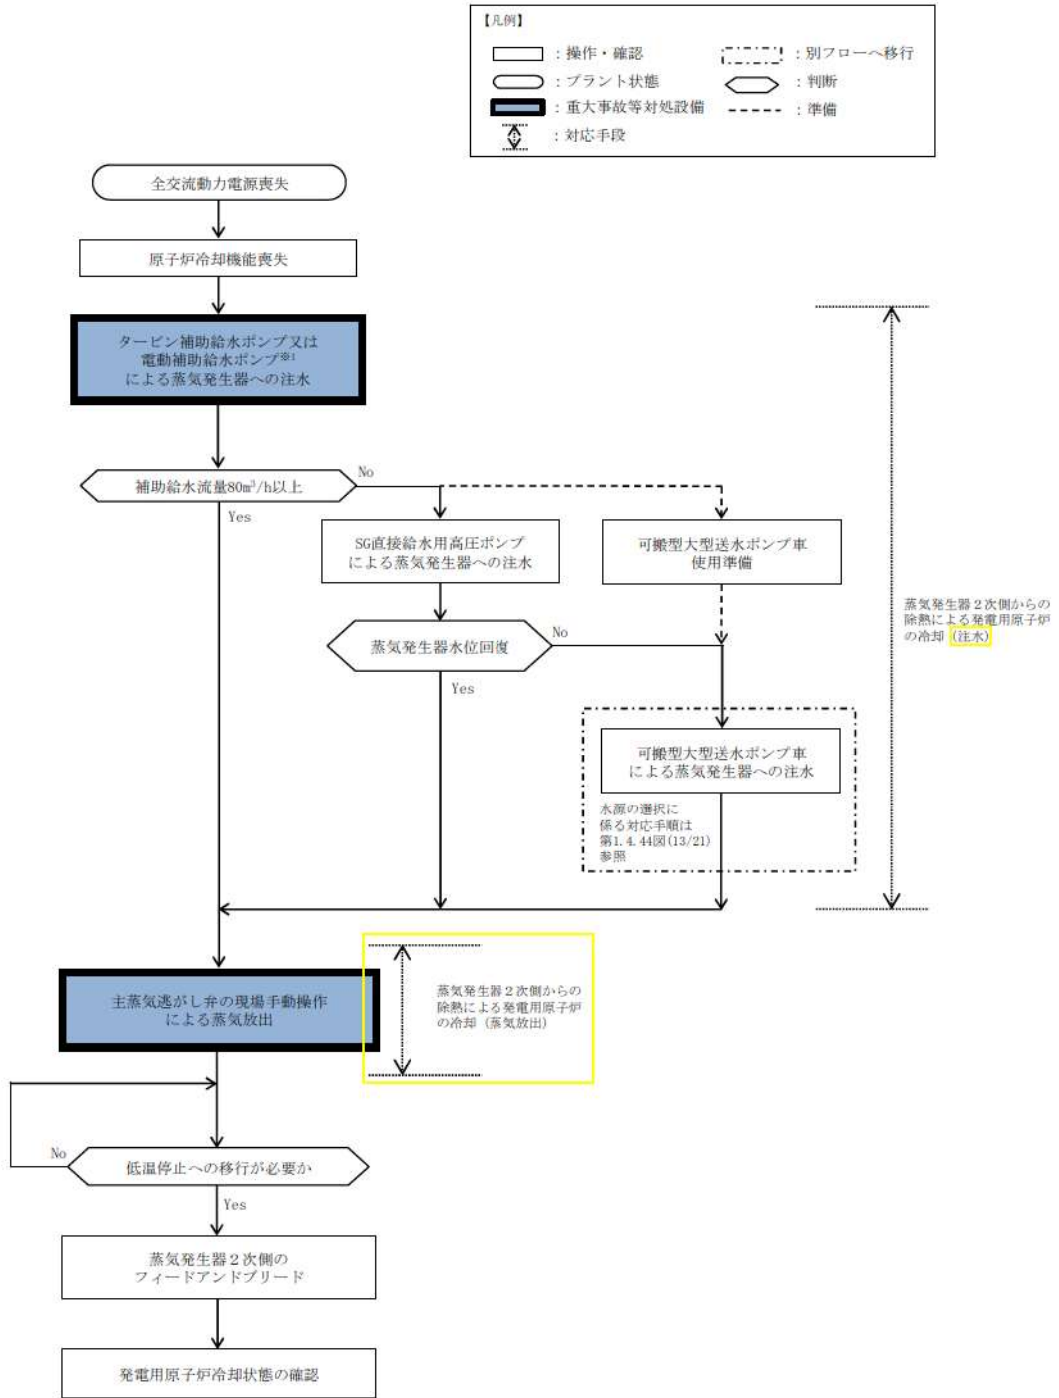 【凡例】
：操作・確認
：別フローへ移行
：プラント状態
：判断
：重大事故等対処設備
：準備
：対応手段
全交流動力電源喪失
原子炉冷却機能喪失
タービン補助給水ポンプ又は
電動補助給水ポンプ※1
による蒸気発生器への注水
補助給水流量80m³/h以上
No
Yes
SG直接給水用高圧ポンプ
による蒸気発生器への注水
可搬型大型送水ポンプ車
使用準備
蒸気発生器２次側からの
除熱による発電用原子炉
の冷却（注水）
蒸気発生器水位回復
No
Yes
可搬型大型送水ポンプ車
による蒸気発生器への注水
水源の選択に
係る対応手順は
第1.4.44図(13/21)
参照
主蒸気逃がし弁の現場手動操作
による蒸気放出
蒸気発生器２次側からの
除熱による発電用原子炉
の冷却（蒸気放出）
No
低温停止への移行が必要か
Yes
蒸気発生器２次側の
フィードアンドブリード
発電用原子炉冷却状態の確認